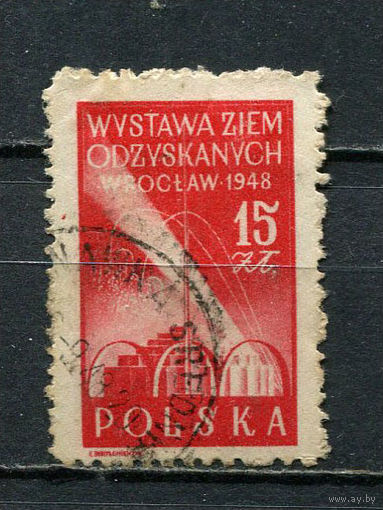 WYSTAWA ZIEM
ODZYSKANYCH
WROCŁAW·1948
15
zł.
POLSKA
www.ay.by